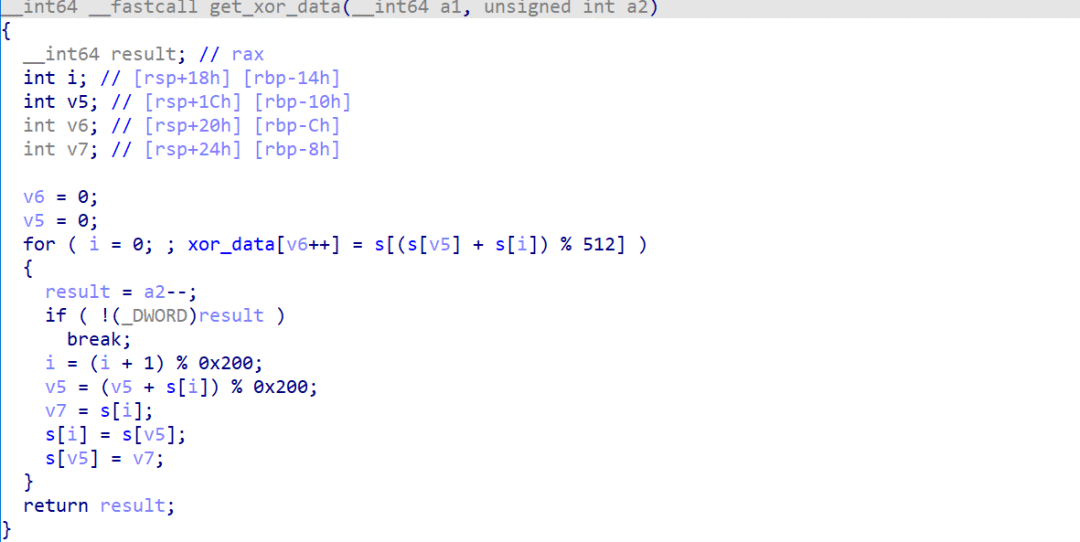 __int64 __fastcall get_xor_data(__int64 a1, unsigned int a2)
{
  __int64 result; // rax
  int i; // [rsp+18h] [rbp-14h]
  int v5; // [rsp+1Ch] [rbp-10h]
  int v6; // [rsp+20h] [rbp-Ch]
  int v7; // [rsp+24h] [rbp-8h]

  v6 = 0;
  v5 = 0;
  for ( i = 0; ; xor_data[v6++] = s[(s[v5] + s[i]) % 512] )
  {
    result = a2--;
    if ( !(_DWORD)result )
      break;
    i = (i + 1) % 0x200;
    v5 = (v5 + s[i]) % 0x200;
    v7 = s[i];
    s[i] = s[v5];
    s[v5] = v7;
  }
  return result;
}